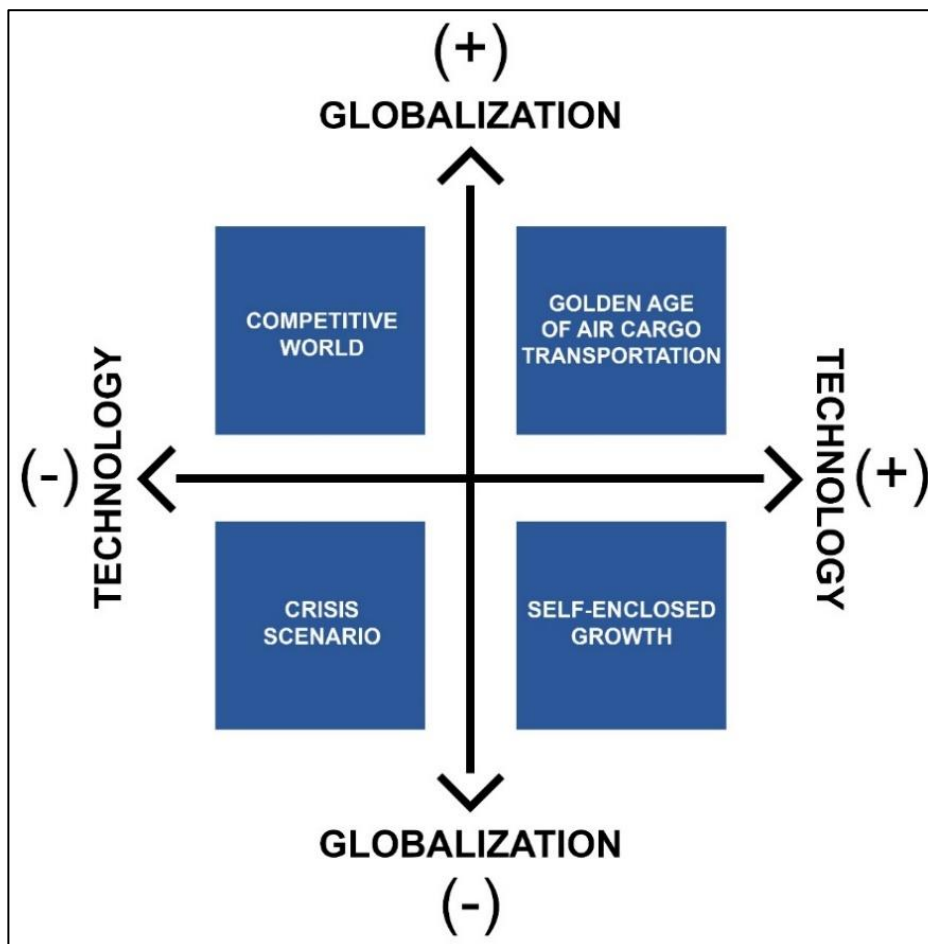 (+)
GLOBALIZATION
COMPETITIVE
WORLD
GOLDEN AGE
OF AIR CARGO
TRANSPORTATION
(-)
TECHNOLOGY
TECHNOLOGY
(+)
CRISIS
SCENARIO
SELF-ENCLOSED
GROWTH
GLOBALIZATION
(-)